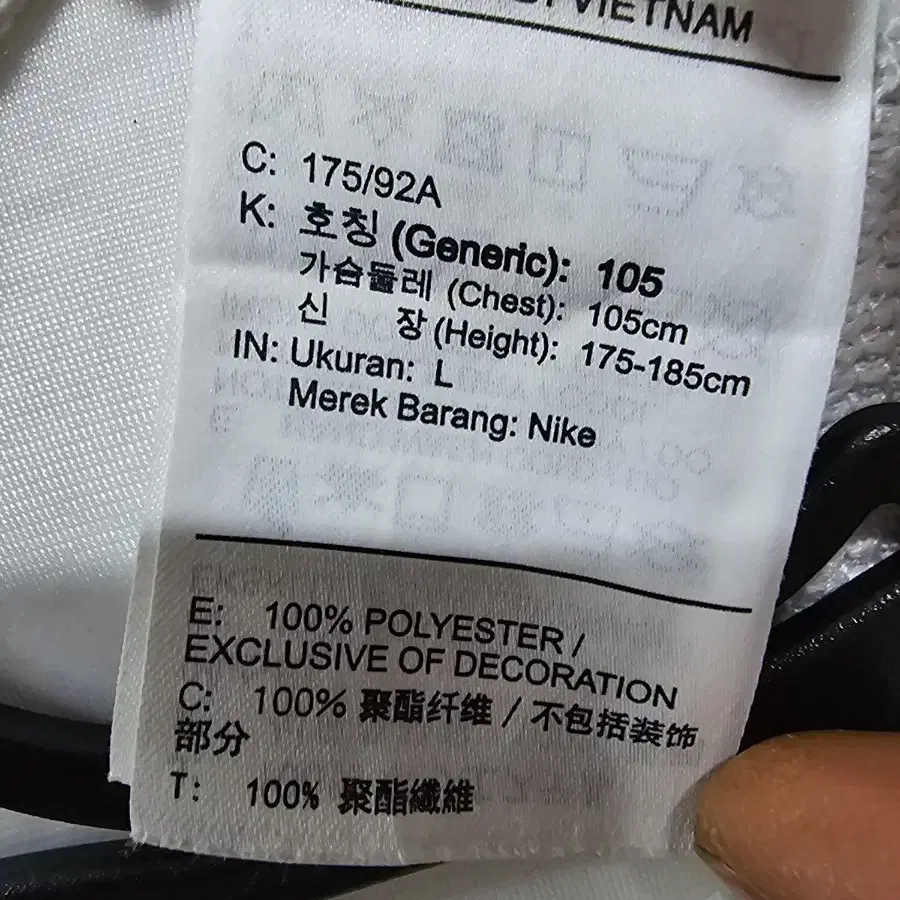 VIETNAM
C: 175/92A
K: 호칭 (Generic): 105
가슴둘레 (Chest): 105cm
신 장 (Height): 175-185cm
IN: Ukuran: L
Merek Barang: Nike
E: 100% POLYESTER /
EXCLUSIVE OF DECORATION
C: 100% 聚酯纤维 / 不包括装饰
部分
T: 100% 聚酯纖維